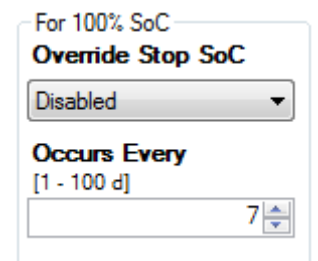 For 100% SoC
Override Stop SoC
Disabled
Occurs Every
[1 - 100 d]
7